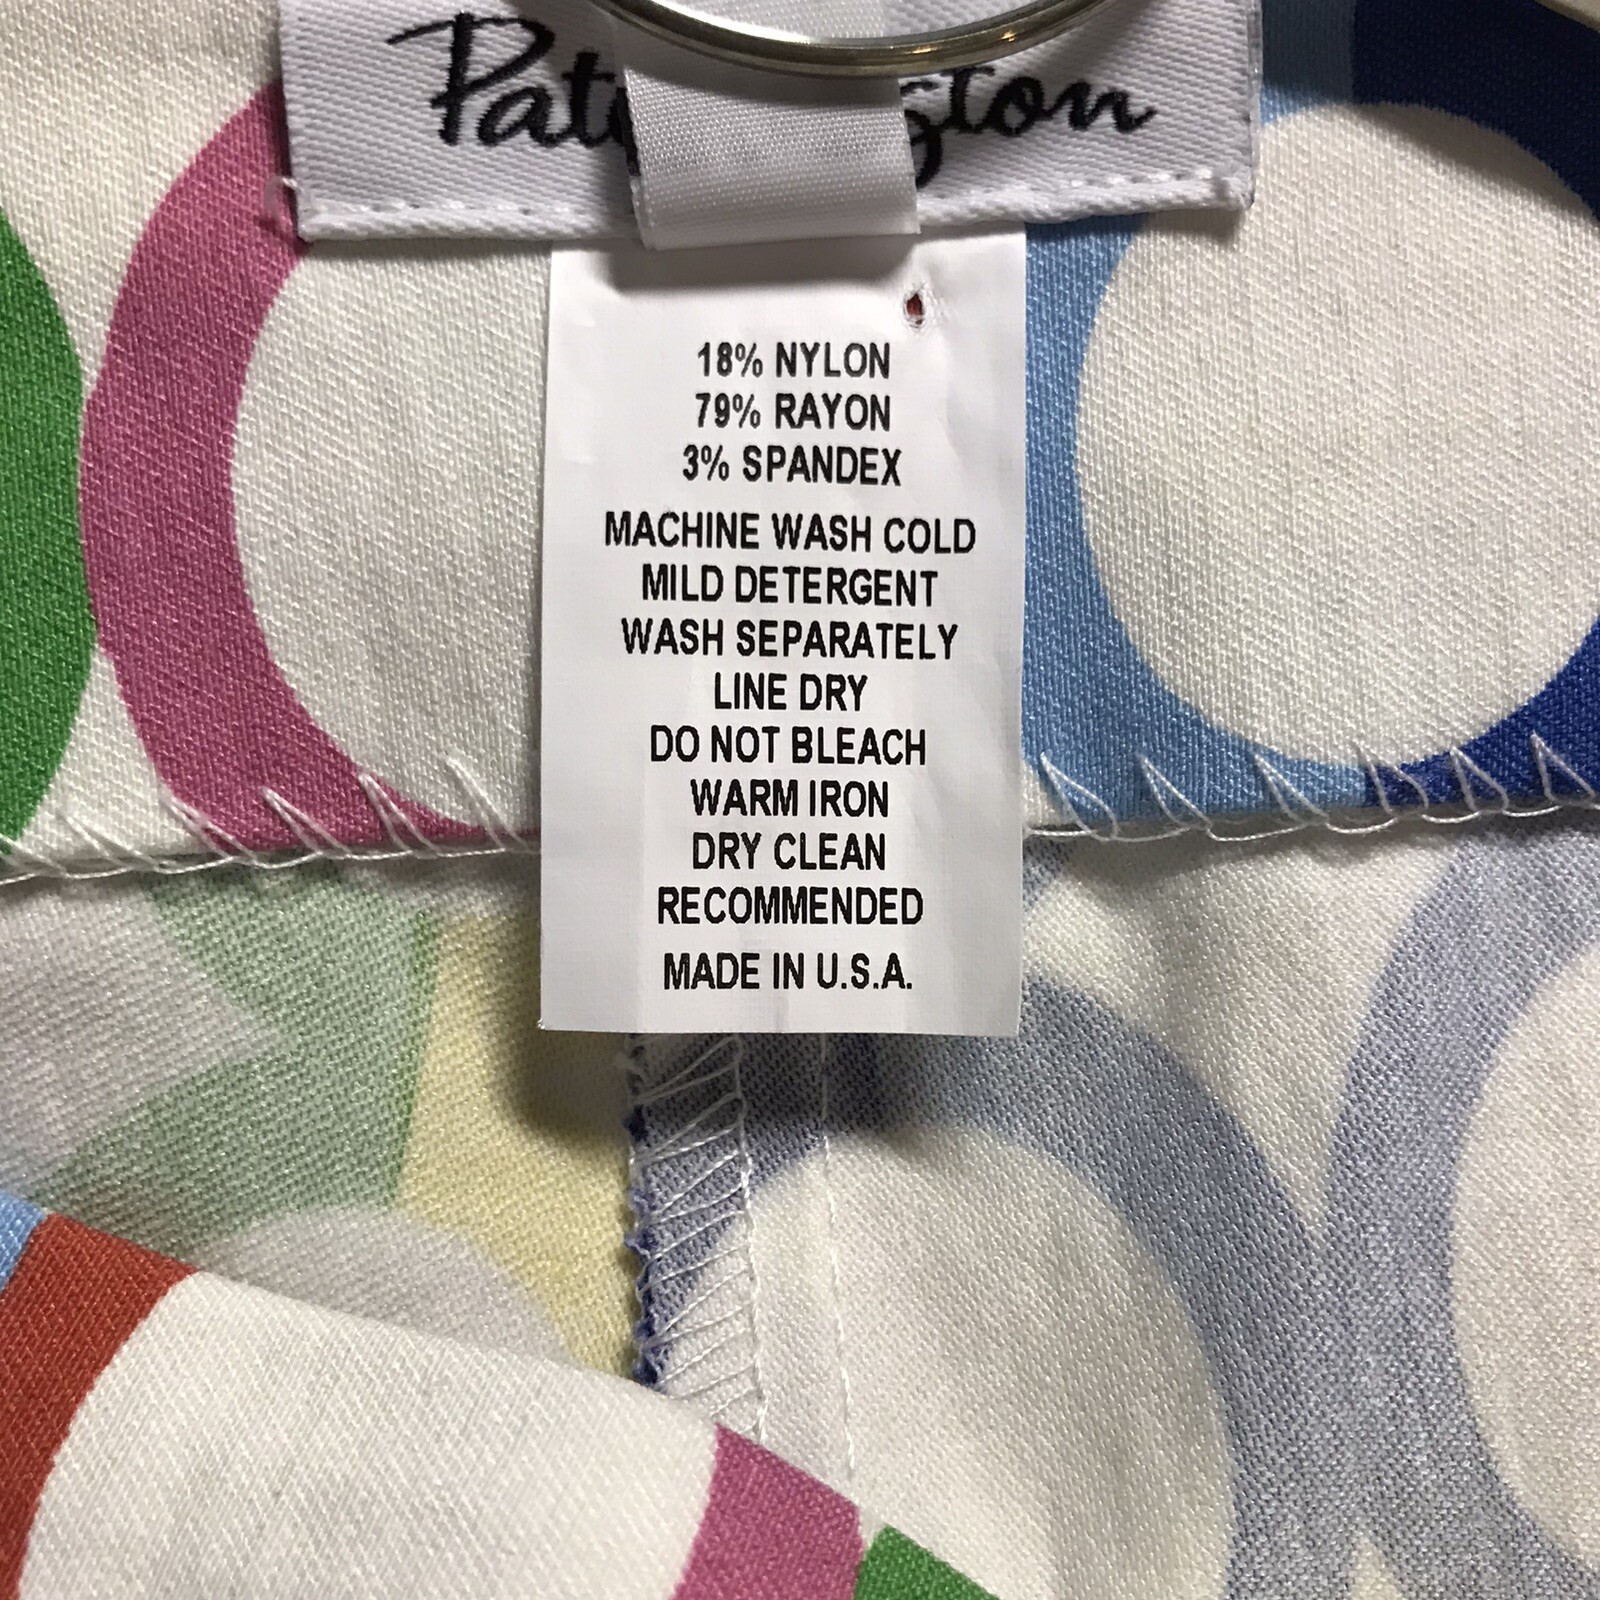 18% NYLON
79% RAYON
3% SPANDEX
MACHINE WASH COLD
MILD DETERGENT
WASH SEPARATELY
LINE DRY
DO NOT BLEACH
WARM IRON
DRY CLEAN
RECOMMENDED
MADE IN U.S.A.